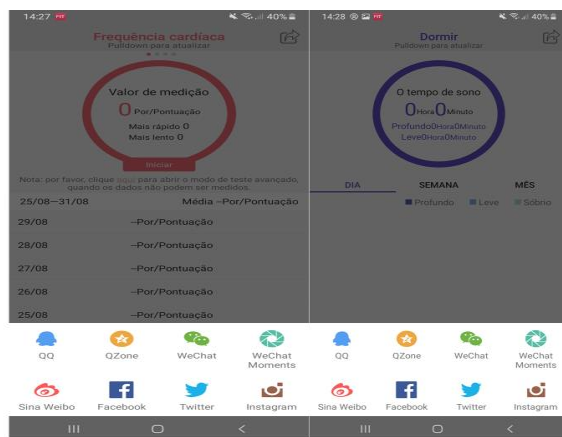 14:27 FIT 40%
Frequência cardíaca
Pulldown para atualizar
Valor de medição
0 Por/Pontuação
Mais rápido 0
Mais lento 0
Iniciar
Nota: por favor, clique aqui para abrir o modo de teste avançado,
quando os dados não podem ser medidos.
25/08—31/08 Média --Por/Pontuação
29/08 --Por/Pontuação
28/08 --Por/Pontuação
27/08 --Por/Pontuação
26/08 --Por/Pontuação
25/08 --Por/Pontuação
QQ QZone WeChat WeChat
Moments
Sina Weibo Facebook Twitter Instagram
14:28 FIT 40%
Dormir
Pulldown para atualizar
O tempo de sono
0Hora0Minuto
Profundo0Hora0Minuto
Leve0Hora0Minuto
DIA SEMANA MÊS
Profundo Leve Sóbrio
QQ QZone WeChat WeChat
Moments
Sina Weibo Facebook Twitter Instagram